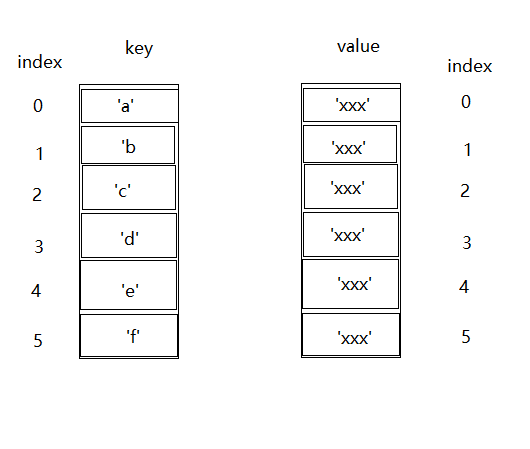 key value
index index
0 'a' 'xxx' 0
1 'b 'xxx' 1
2 'c' 'xxx' 2
3 'd' 'xxx' 3
4 'e' 'xxx' 4
5 'f' 'xxx' 5